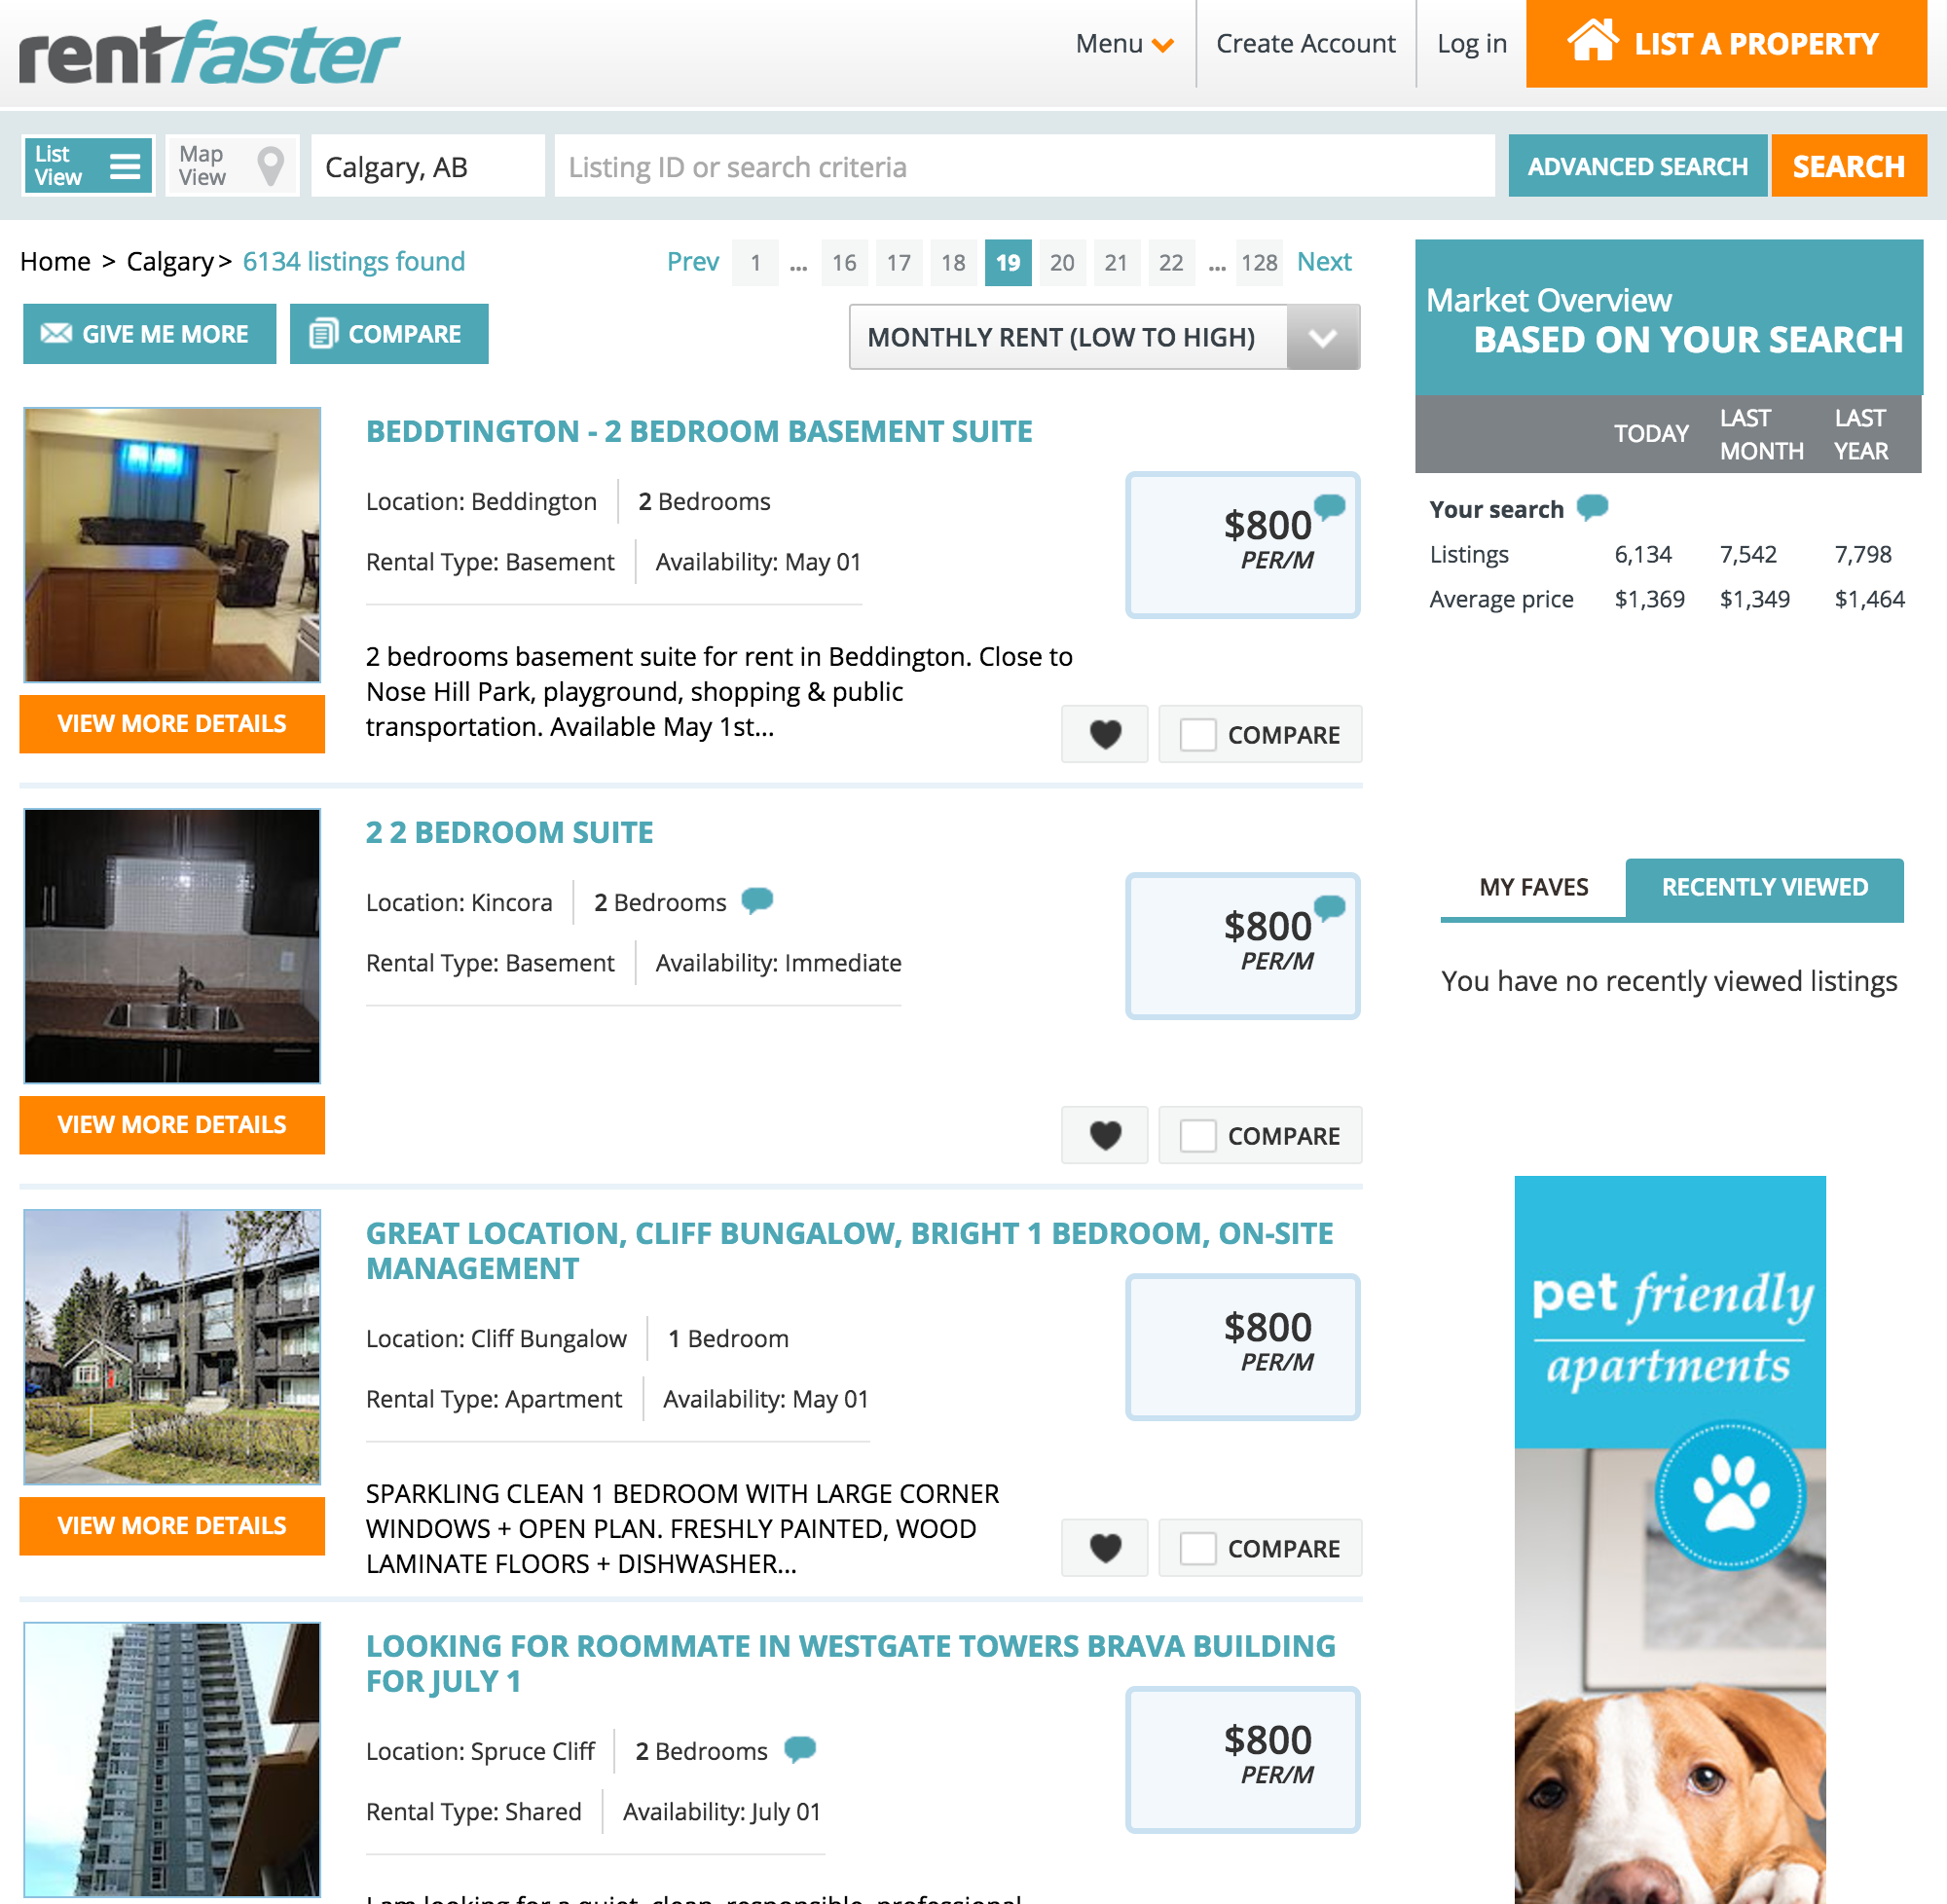 rentfaster
Menu
Create Account
Log in
LIST A PROPERTY
List
View
Map
View
Calgary, AB
Listing ID or search criteria
ADVANCED SEARCH
SEARCH
Home > Calgary > 6134 listings found
Prev 1 ... 16 17 18 19 20 21 22 ... 128 Next
GIVE ME MORE
COMPARE
MONTHLY RENT (LOW TO HIGH)
BEDDTINGTON - 2 BEDROOM BASEMENT SUITE
Location: Beddington 2 Bedrooms
Rental Type: Basement Availability: May 01
$800
PER/M
2 bedrooms basement suite for rent in Beddington. Close to
Nose Hill Park, playground, shopping & public
transportation. Available May 1st...
VIEW MORE DETAILS
COMPARE
2 2 BEDROOM SUITE
Location: Kincora 2 Bedrooms
Rental Type: Basement Availability: Immediate
$800
PER/M
VIEW MORE DETAILS
COMPARE
GREAT LOCATION, CLIFF BUNGALOW, BRIGHT 1 BEDROOM, ON-SITE
MANAGEMENT
Location: Cliff Bungalow 1 Bedroom
Rental Type: Apartment Availability: May 01
$800
PER/M
SPARKLING CLEAN 1 BEDROOM WITH LARGE CORNER
WINDOWS + OPEN PLAN. FRESHLY PAINTED, WOOD
LAMINATE FLOORS + DISHWASHER...
VIEW MORE DETAILS
COMPARE
LOOKING FOR ROOMMATE IN WESTGATE TOWERS BRAVA BUILDING
FOR JULY 1
Location: Spruce Cliff 2 Bedrooms
Rental Type: Shared Availability: July 01
$800
PER/M
I am looking for a quiet, clean, responsible, professional
Market Overview
BASED ON YOUR SEARCH
TODAY LAST MONTH LAST YEAR
Your search
Listings 6,134 7,542 7,798
Average price $1,369 $1,349 $1,464
MY FAVES
RECENTLY VIEWED
You have no recently viewed listings
pet friendly
apartments